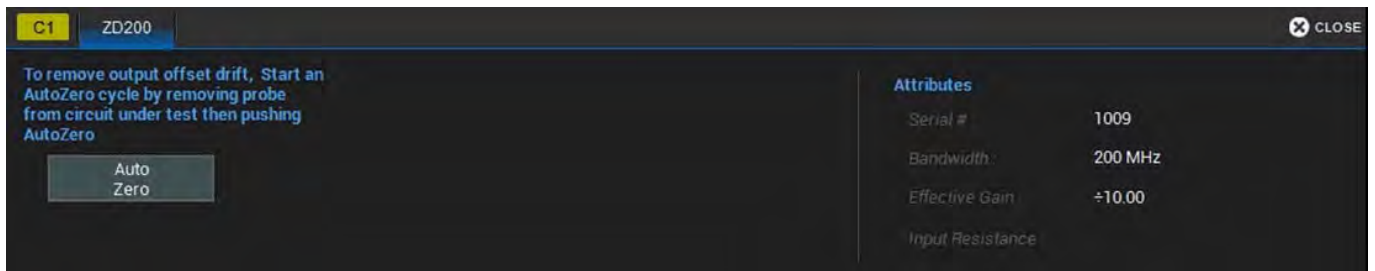 C1 ZD200 CLOSE
To remove output offset drift, Start an
AutoZero cycle by removing probe
from circuit under test then pushing
AutoZero
Auto
Zero
Attributes
Serial # 1009
Bandwidth: 200 MHz
Effective Gain ÷10.00
Input Resistance